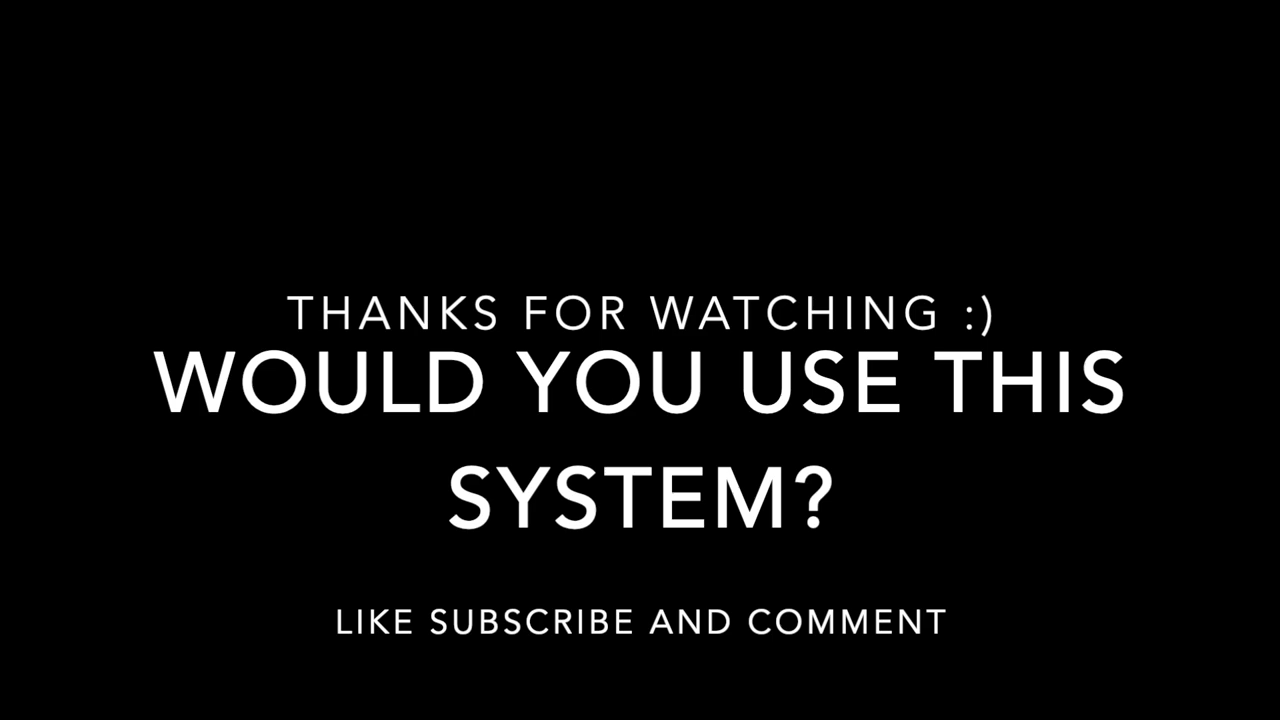 THANKS FOR WATCHING :)
WOULD YOU USE THIS
SYSTEM?
LIKE SUBSCRIBE AND COMMENT